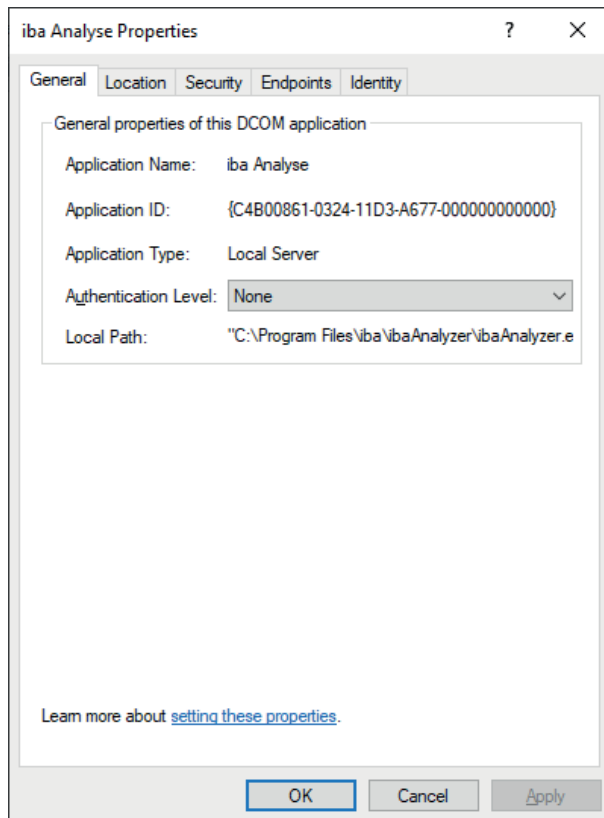 iba Analyse Properties
?
General Location Security Endpoints Identity
General properties of this DCOM application
Application Name: iba Analyse
Application ID: {C4B00861-0324-11D3-A677-000000000000}
Application Type: Local Server
Authentication Level: None
Local Path: "C:\Program Files\iba\ibaAnalyzer\ibaAnalyzer.e
Learn more about setting these properties.
OK Cancel Apply